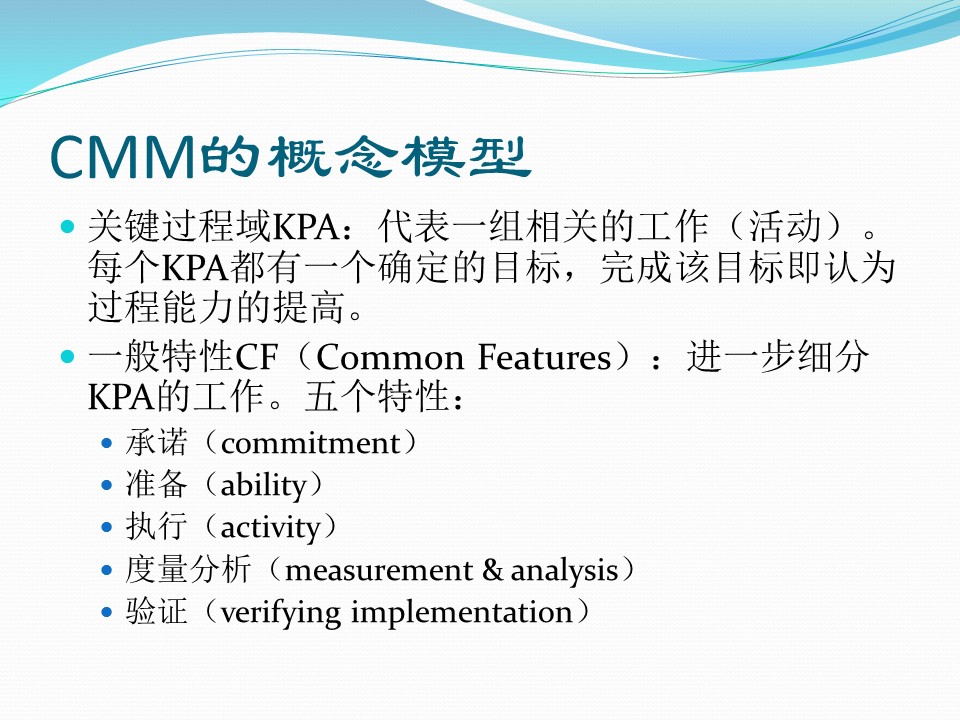 CMM的概念模型
关键过程域KPA：代表一组相关的工作（活动）。
每个KPA都有一个确定的目标，完成该目标即认为
过程能力的提高。
一般特性CF（Common Features）：进一步细分
KPA的工作。五个特性：
承诺（commitment）
准备（ability）
执行（activity）
度量分析（measurement & analysis）
验证（verifying implementation）